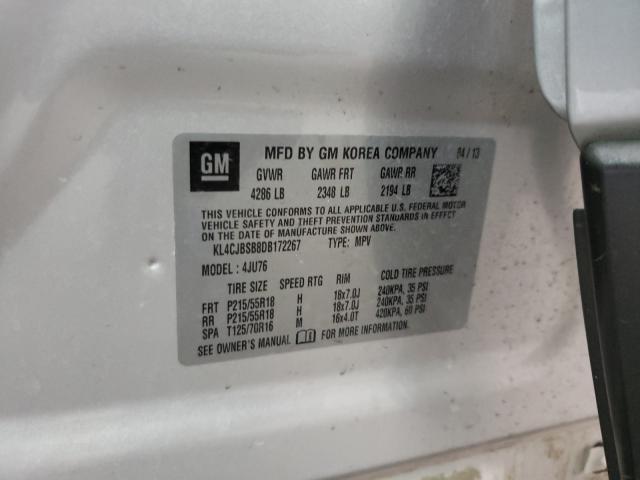 GM
MFD BY GM KOREA COMPANY 04/13
GVWR GAWR FRT GAWR RR
4286 LB 2348 LB 2194 LB
THIS VEHICLE CONFORMS TO ALL APPLICABLE U.S. FEDERAL MOTOR
VEHICLE SAFETY AND THEFT PREVENTION STANDARDS IN EFFECT
ON THE DATE OF MANUFACTURE SHOWN ABOVE.
KL4CJBSB8DB172267 TYPE: MPV
MODEL: 4JU76
TIRE SIZE SPEED RTG RIM COLD TIRE PRESSURE
FRT P215/55R18 H 18x7.0J 240KPA, 35 PSI
RR P215/55R18 H 18x7.0J 240KPA, 35 PSI
SPA T125/70R16 M 16x4.0T 420KPA, 60 PSI
SEE OWNER'S MANUAL FOR MORE INFORMATION.